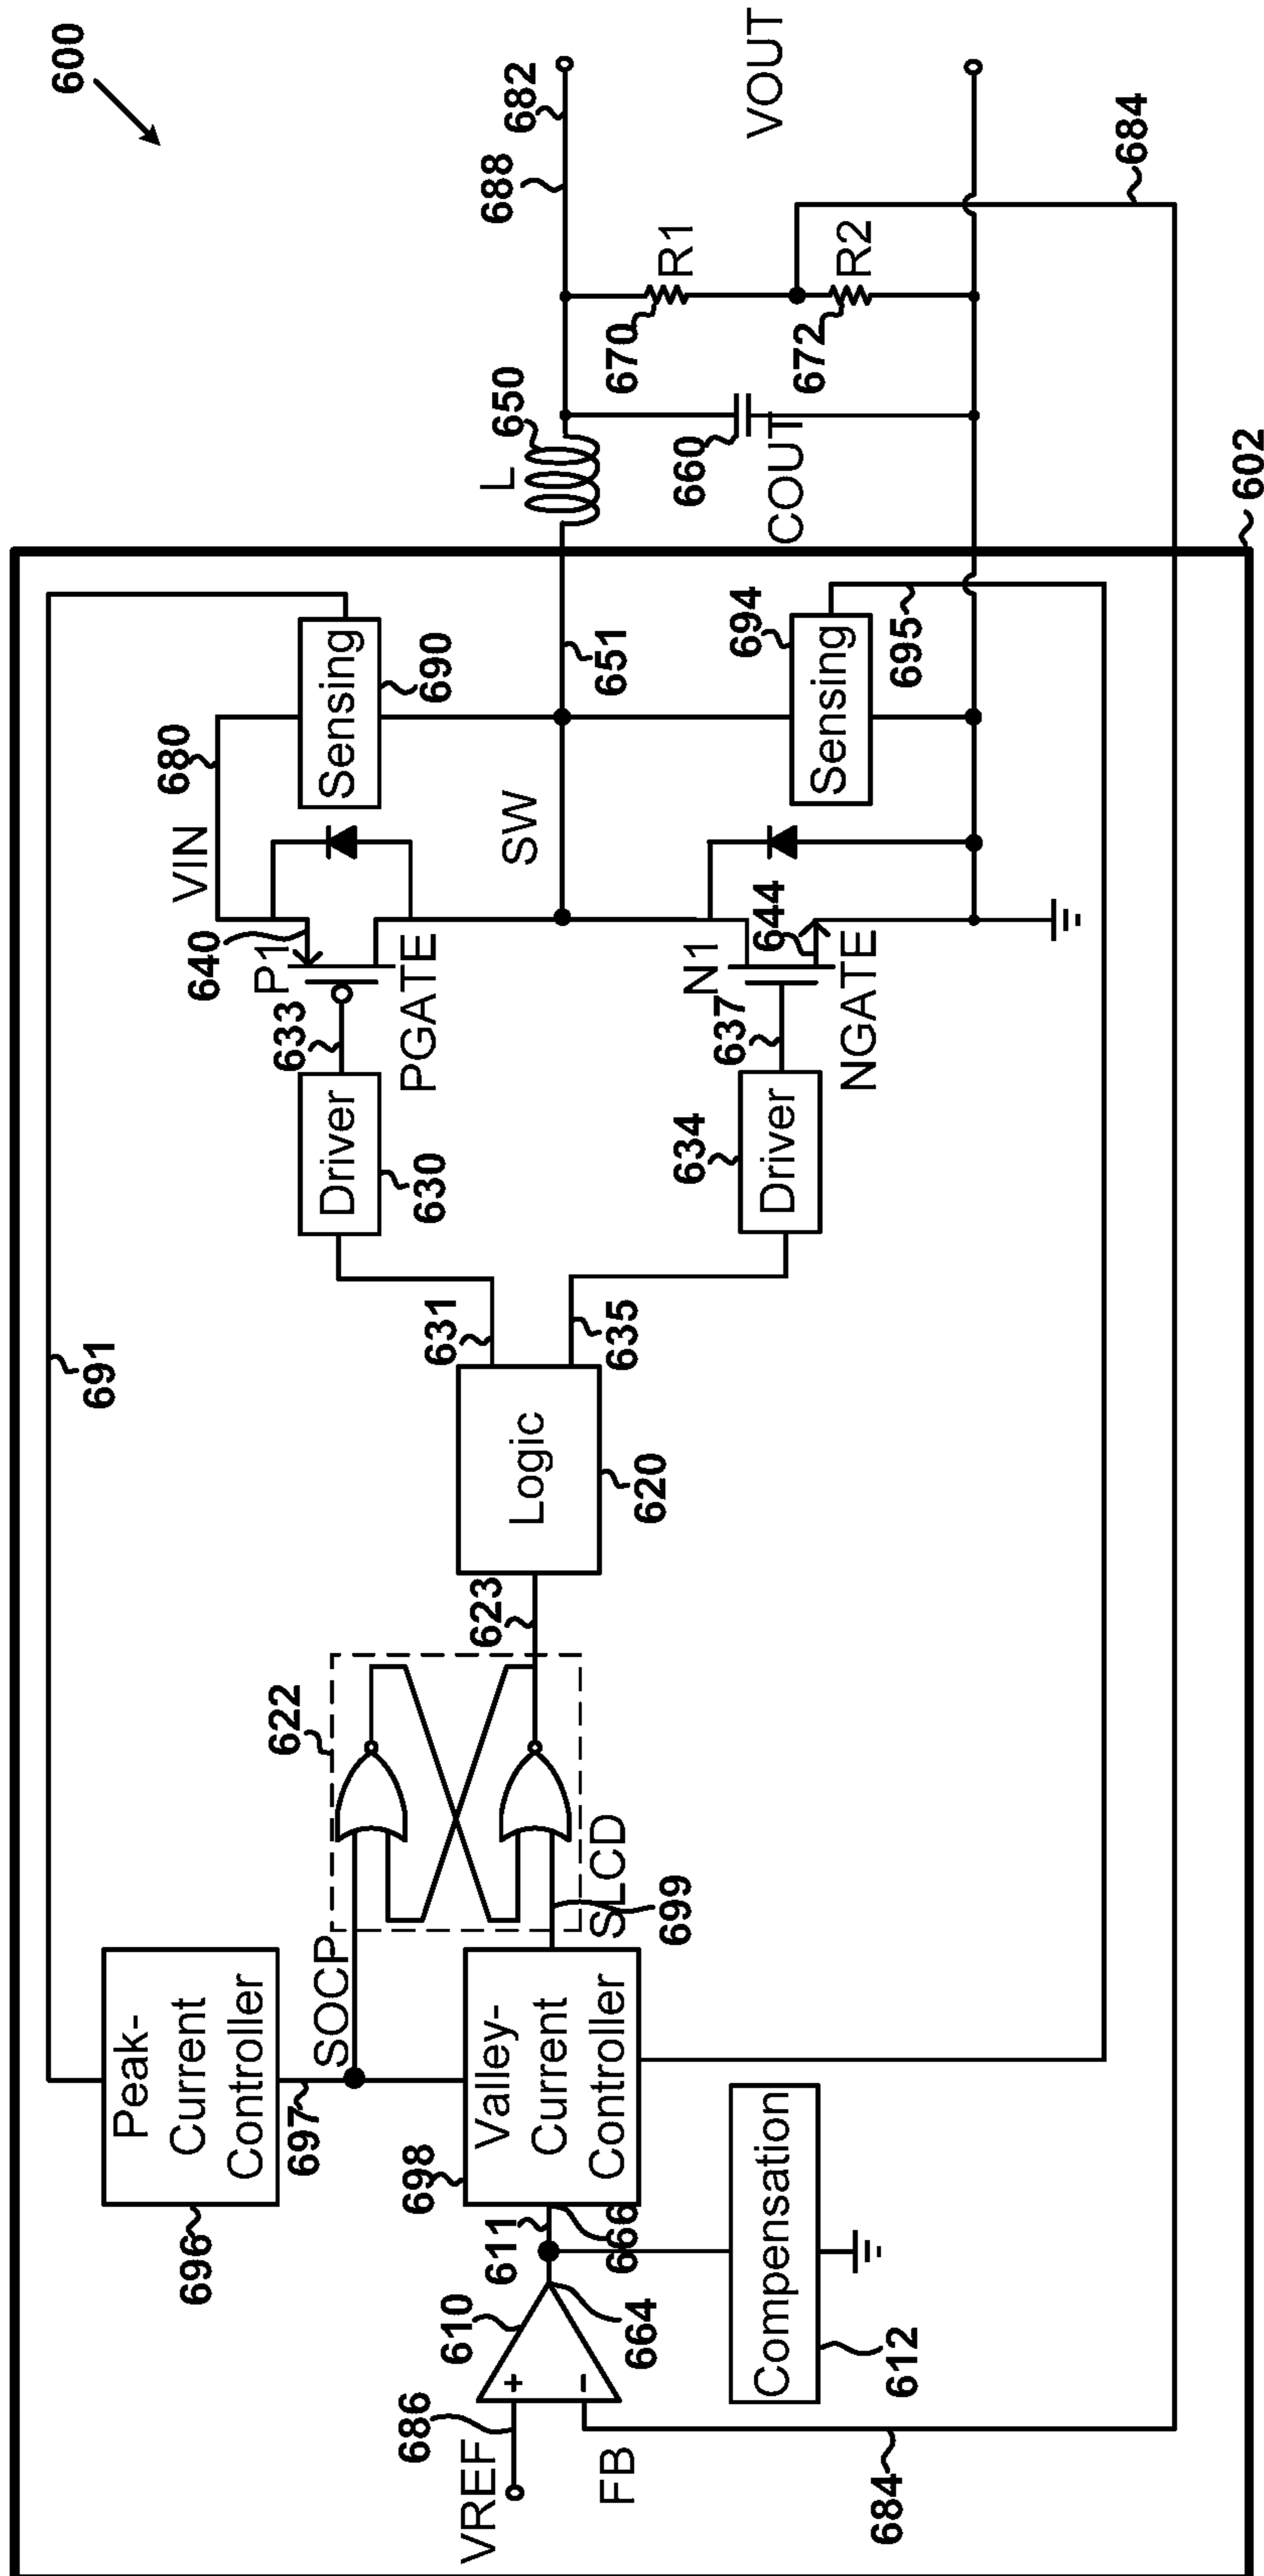 600
691
VIN
680
Sensing
690
640
P1
PGATE
633
Driver
630
SW
651
L
650
688
682
VOUT
R1
670
R2
672
660
COUT
684
Sensing
694
695
N1
644
NGATE
637
Driver
634
631
635
Logic
620
623
622
SLCD
699
SOCP
697
Peak-
Current
Controller
696
Valley-
Current
Controller
698
611
666
664
610
+
−
VREF
686
FB
684
Compensation
612
602